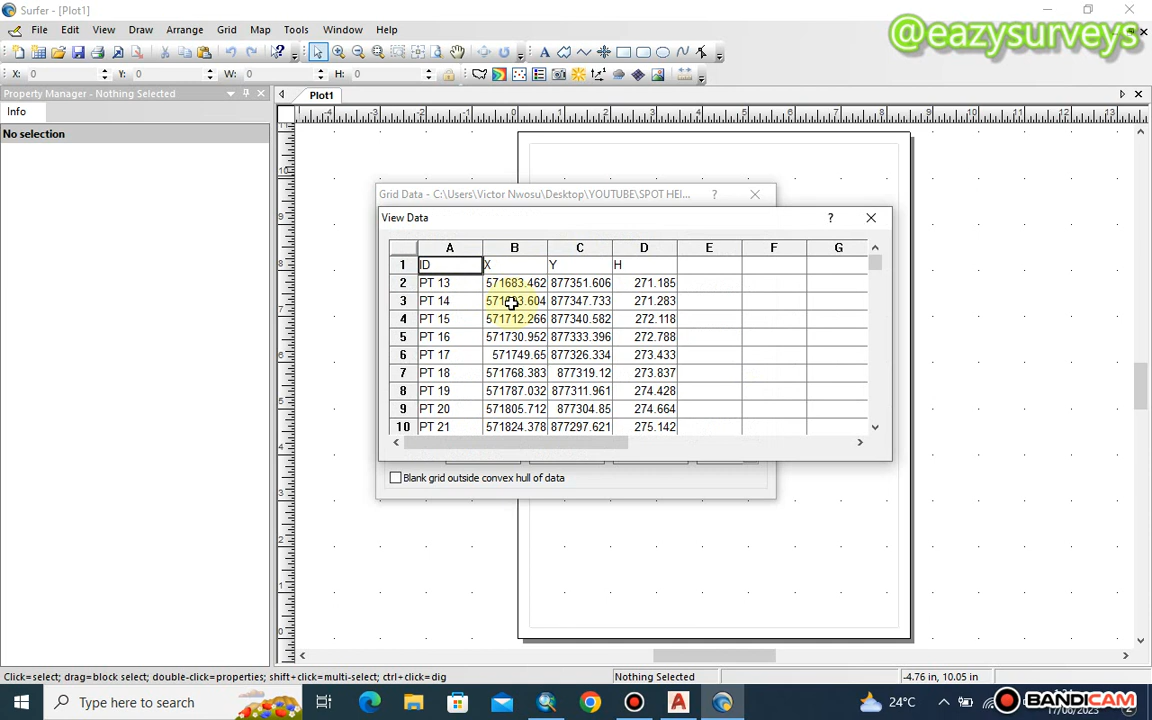 Surfer - [Plot1]
@eazysurveys
File Edit View Draw Arrange Grid Map Tools Window Help
X: 0 Y: 0 W: 0 H: 0
Property Manager - Nothing Selected
Plot1
Info
No selection
Grid Data - C:\Users\Victor Nwosu\Desktop\YOUTUBE\SPOT HEI...
View Data
A B C D E F G
1 ID X Y H
2 PT 13 571683.462 877351.606 271.185
3 PT 14 877347.733 271.283
4 PT 15 571712.266 877340.582 272.118
5 PT 16 571730.952 877333.396 272.788
6 PT 17 571749.65 877326.334 273.433
7 PT 18 571768.383 877319.12 273.837
8 PT 19 571787.032 877311.961 274.428
9 PT 20 571805.712 877304.85 274.664
10 PT 21 571824.378 877297.621 275.142
Blank grid outside convex hull of data
Click=select; drag=block select; double-click=properties; shift+click=multi-select; ctrl+click=dig
Nothing Selected
-4.76 in, 10.05 in
Type here to search
24°C
BANDICAM